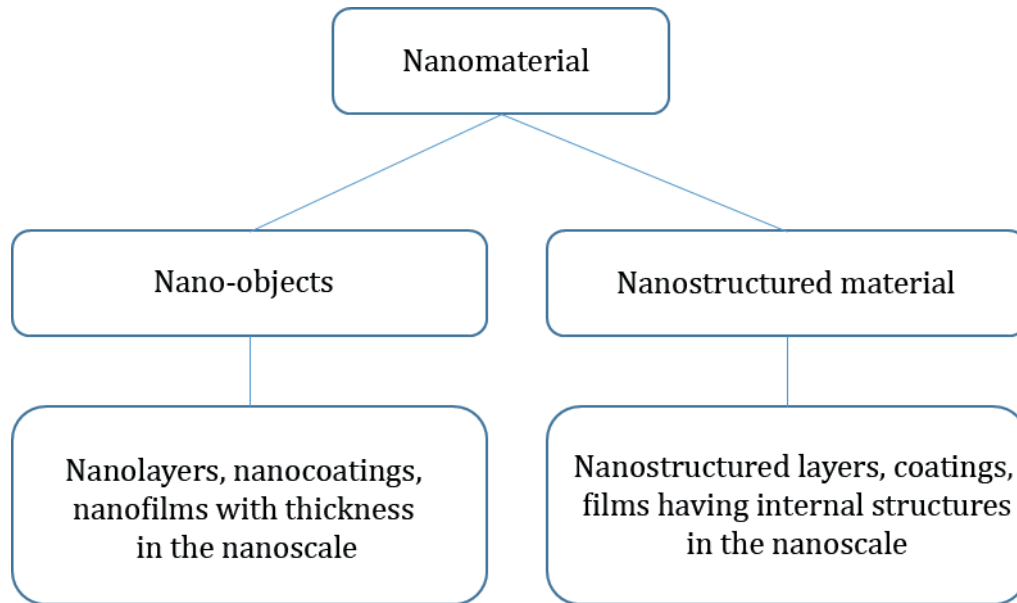 Nanomaterial
Nano-objects
Nanostructured material
Nanolayers, nanocoatings,
nanofilms with thickness
in the nanoscale
Nanostructured layers, coatings,
films having internal structures
in the nanoscale